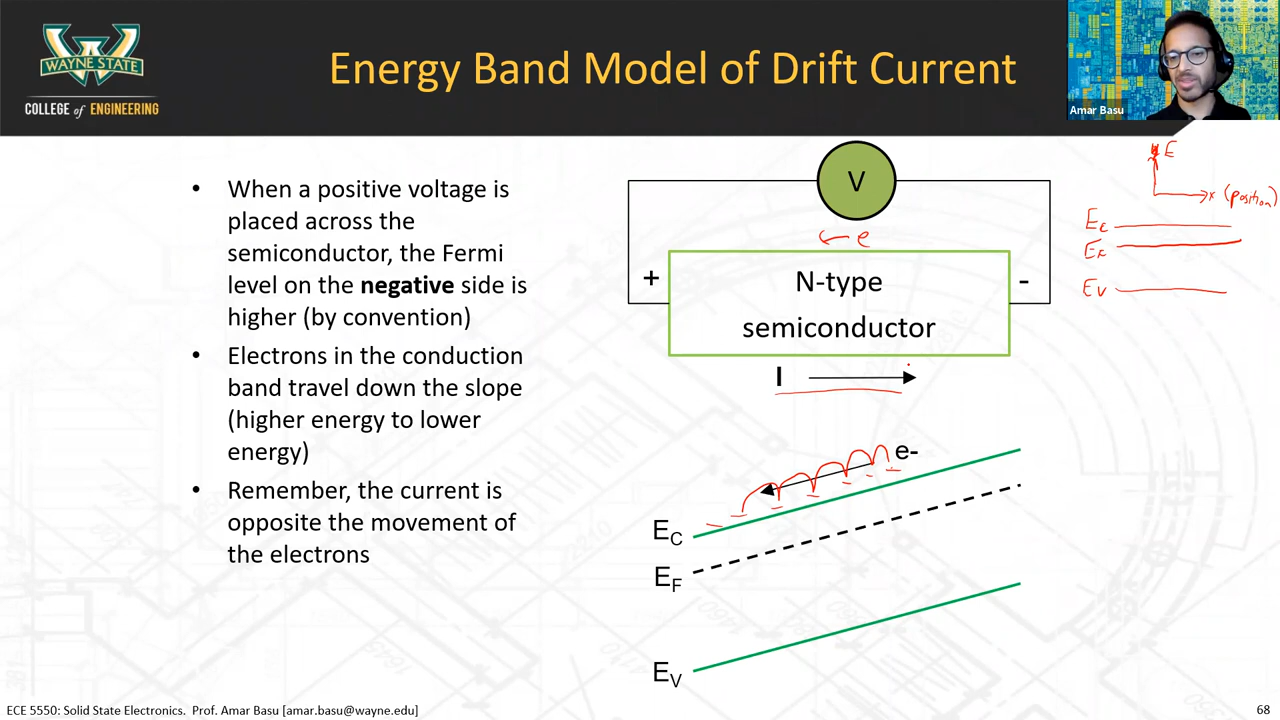 WAYNE STATE
COLLEGE of ENGINEERING
Energy Band Model of Drift Current
Amar Basu
• When a positive voltage is
placed across the
semiconductor, the Fermi
level on the negative side is
higher (by convention)
• Electrons in the conduction
band travel down the slope
(higher energy to lower
energy)
• Remember, the current is
opposite the movement of
the electrons
V
← e
+
N-type
semiconductor
-
I
E
x (position)
Ec
EF
Ev
e-
EC
EF
EV
ECE 5550: Solid State Electronics. Prof. Amar Basu [amar.basu@wayne.edu]
68